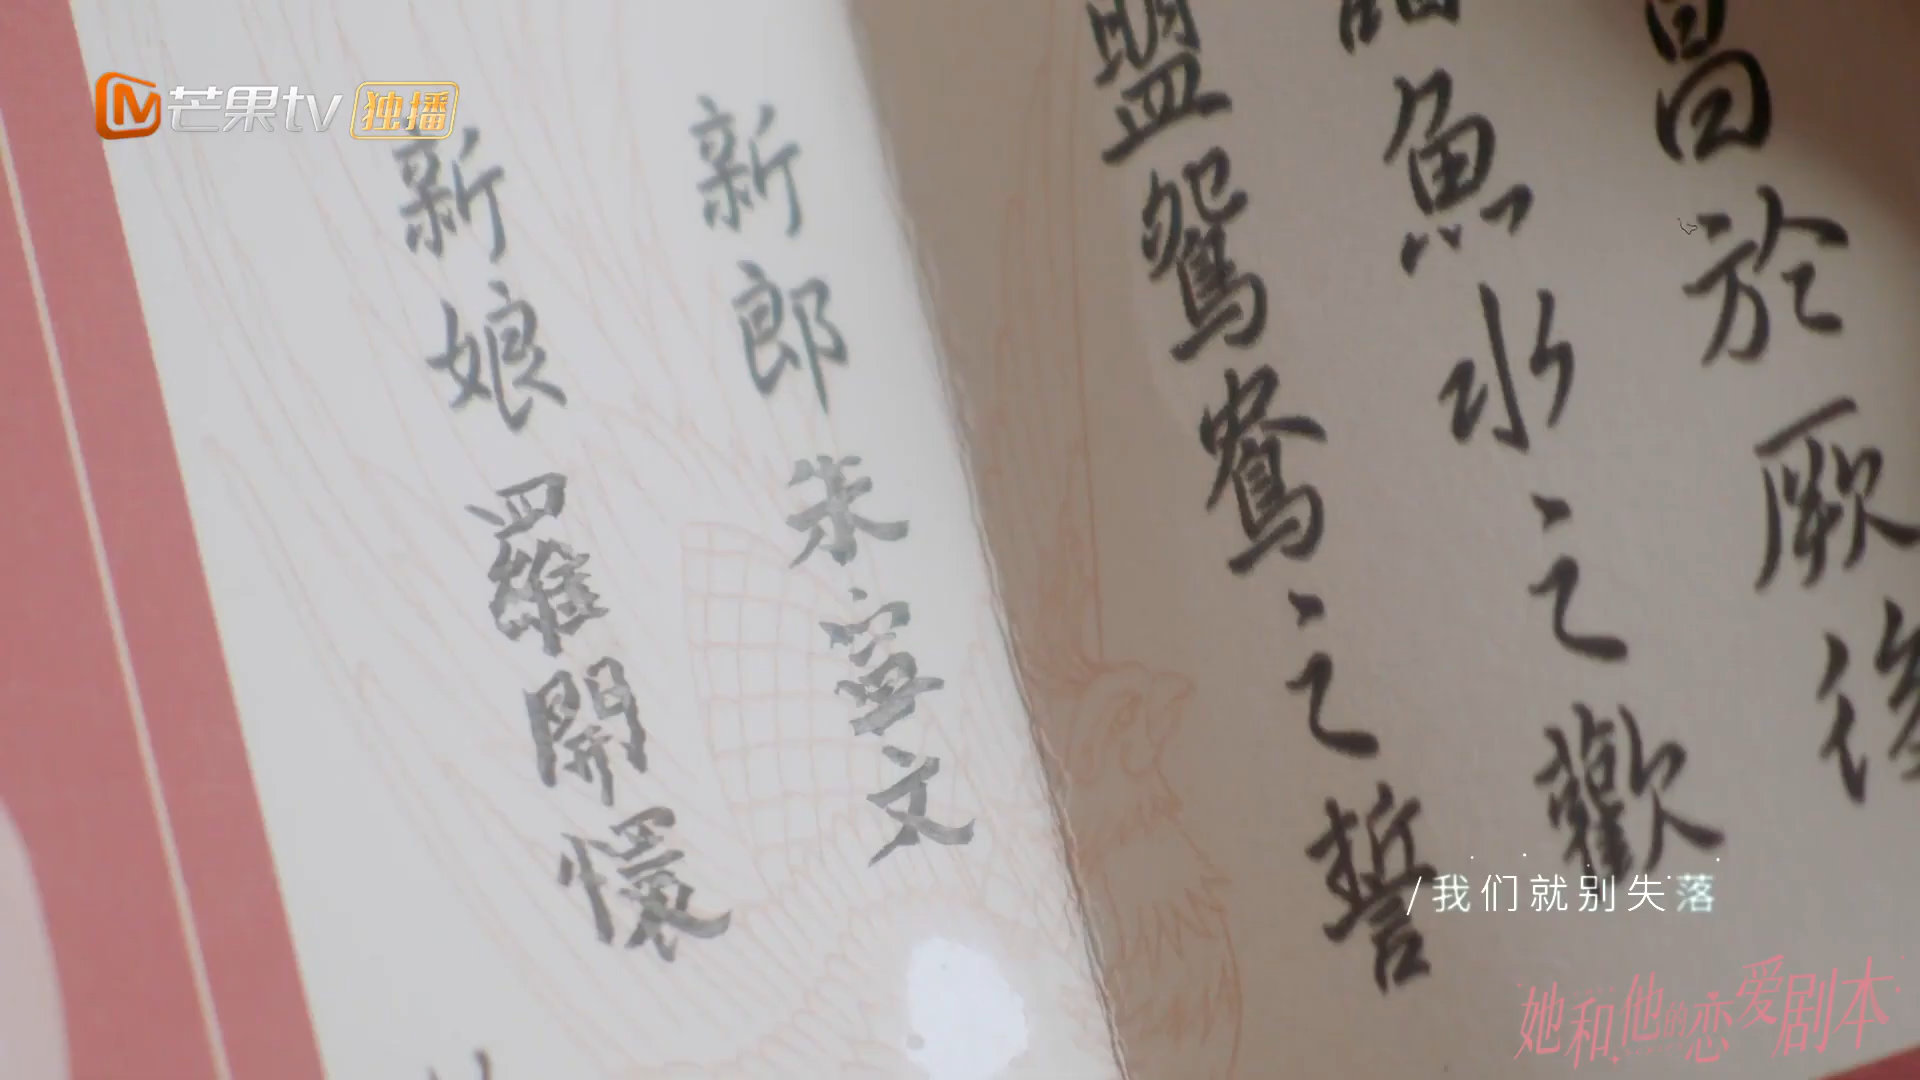 芒果tv 独播
昌於厥後
魚水之歡
盟鴛鴦之誓
新郎朱寧文
新娘羅開懷
/我们就别失落
她和他的恋爱剧本